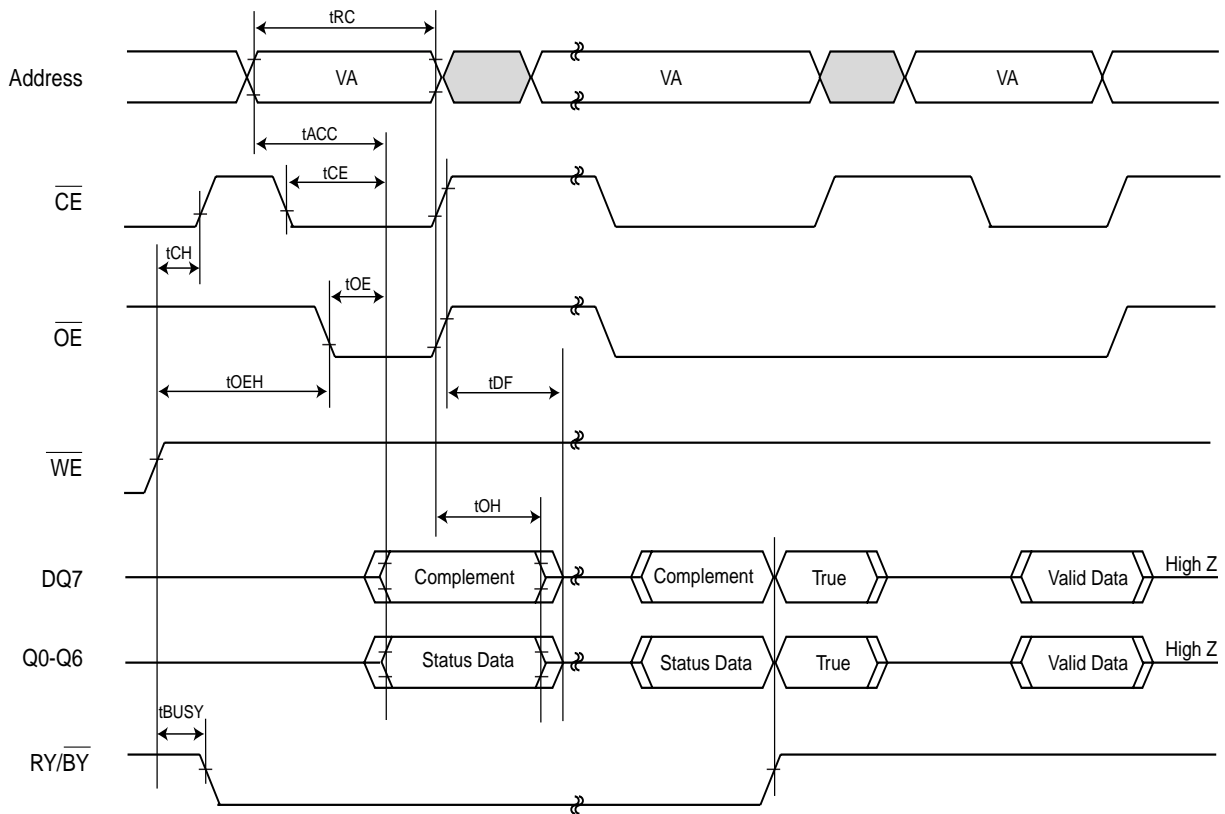 tRC
Address VA VA VA
tACC
tCE
CE
tCH
tOE
OE
tOEH tDF
WE
tOH
DQ7 Complement Complement True Valid Data High Z
Q0-Q6 Status Data Status Data True Valid Data High Z
tBUSY
RY/BY